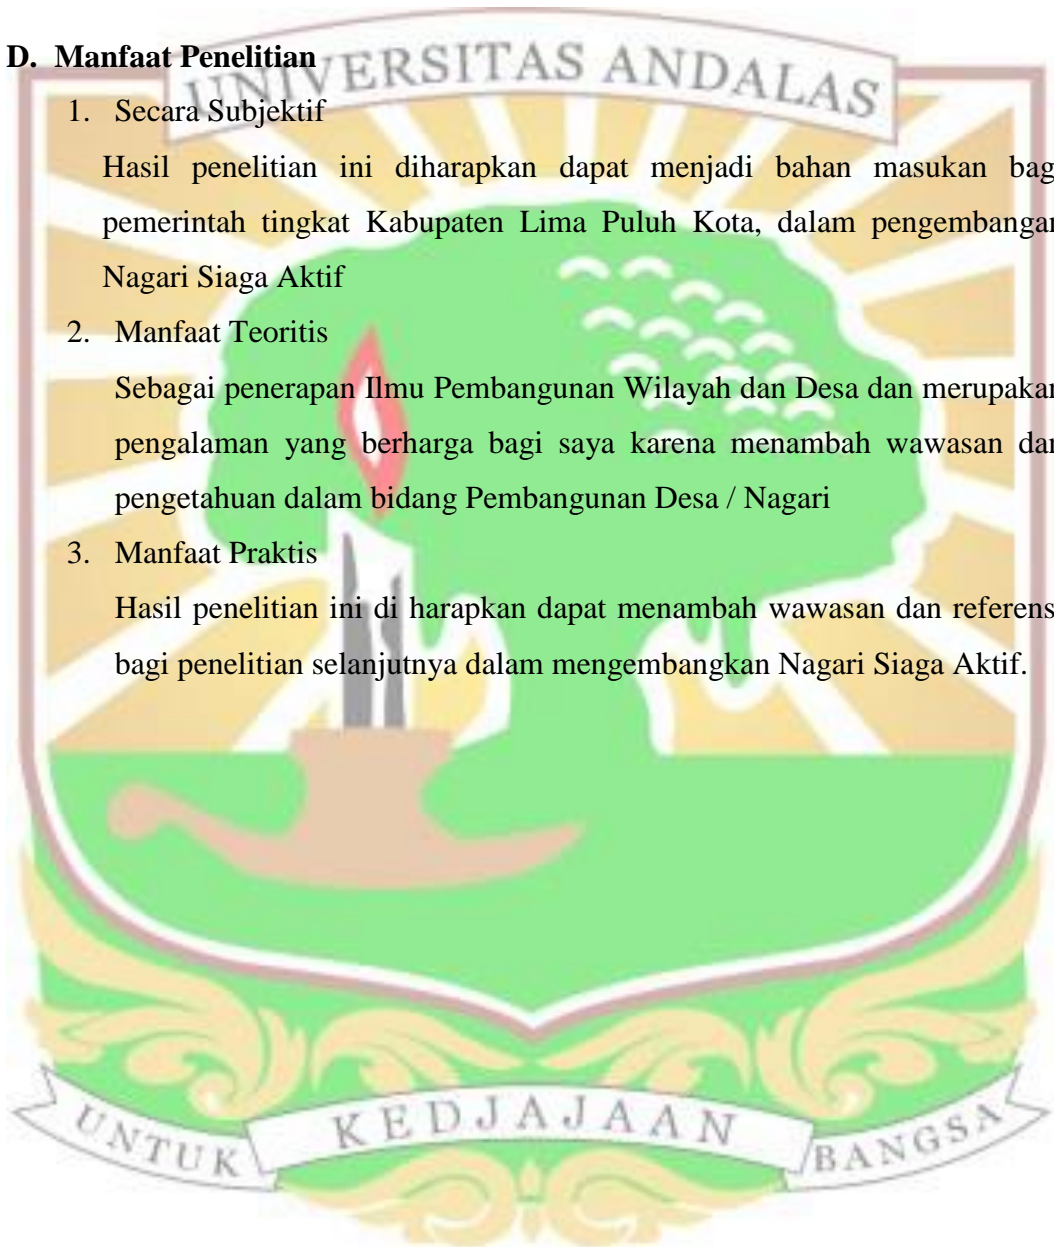 UNIVERSITAS ANDALAS
D. Manfaat Penelitian
1. Secara Subjektif
Hasil penelitian ini diharapkan dapat menjadi bahan masukan bag
pemerintah tingkat Kabupaten Lima Puluh Kota, dalam pengembangan
Nagari Siaga Aktif
2. Manfaat Teoritis
Sebagai penerapan Ilmu Pembangunan Wilayah dan Desa dan merupakan
pengalaman yang berharga bagi saya karena menambah wawasan dan
pengetahuan dalam bidang Pembangunan Desa / Nagari
3. Manfaat Praktis
Hasil penelitian ini di harapkan dapat menambah wawasan dan referens
bagi penelitian selanjutnya dalam mengembangkan Nagari Siaga Aktif.
UNTUK KEDJAJAAN BANGSA